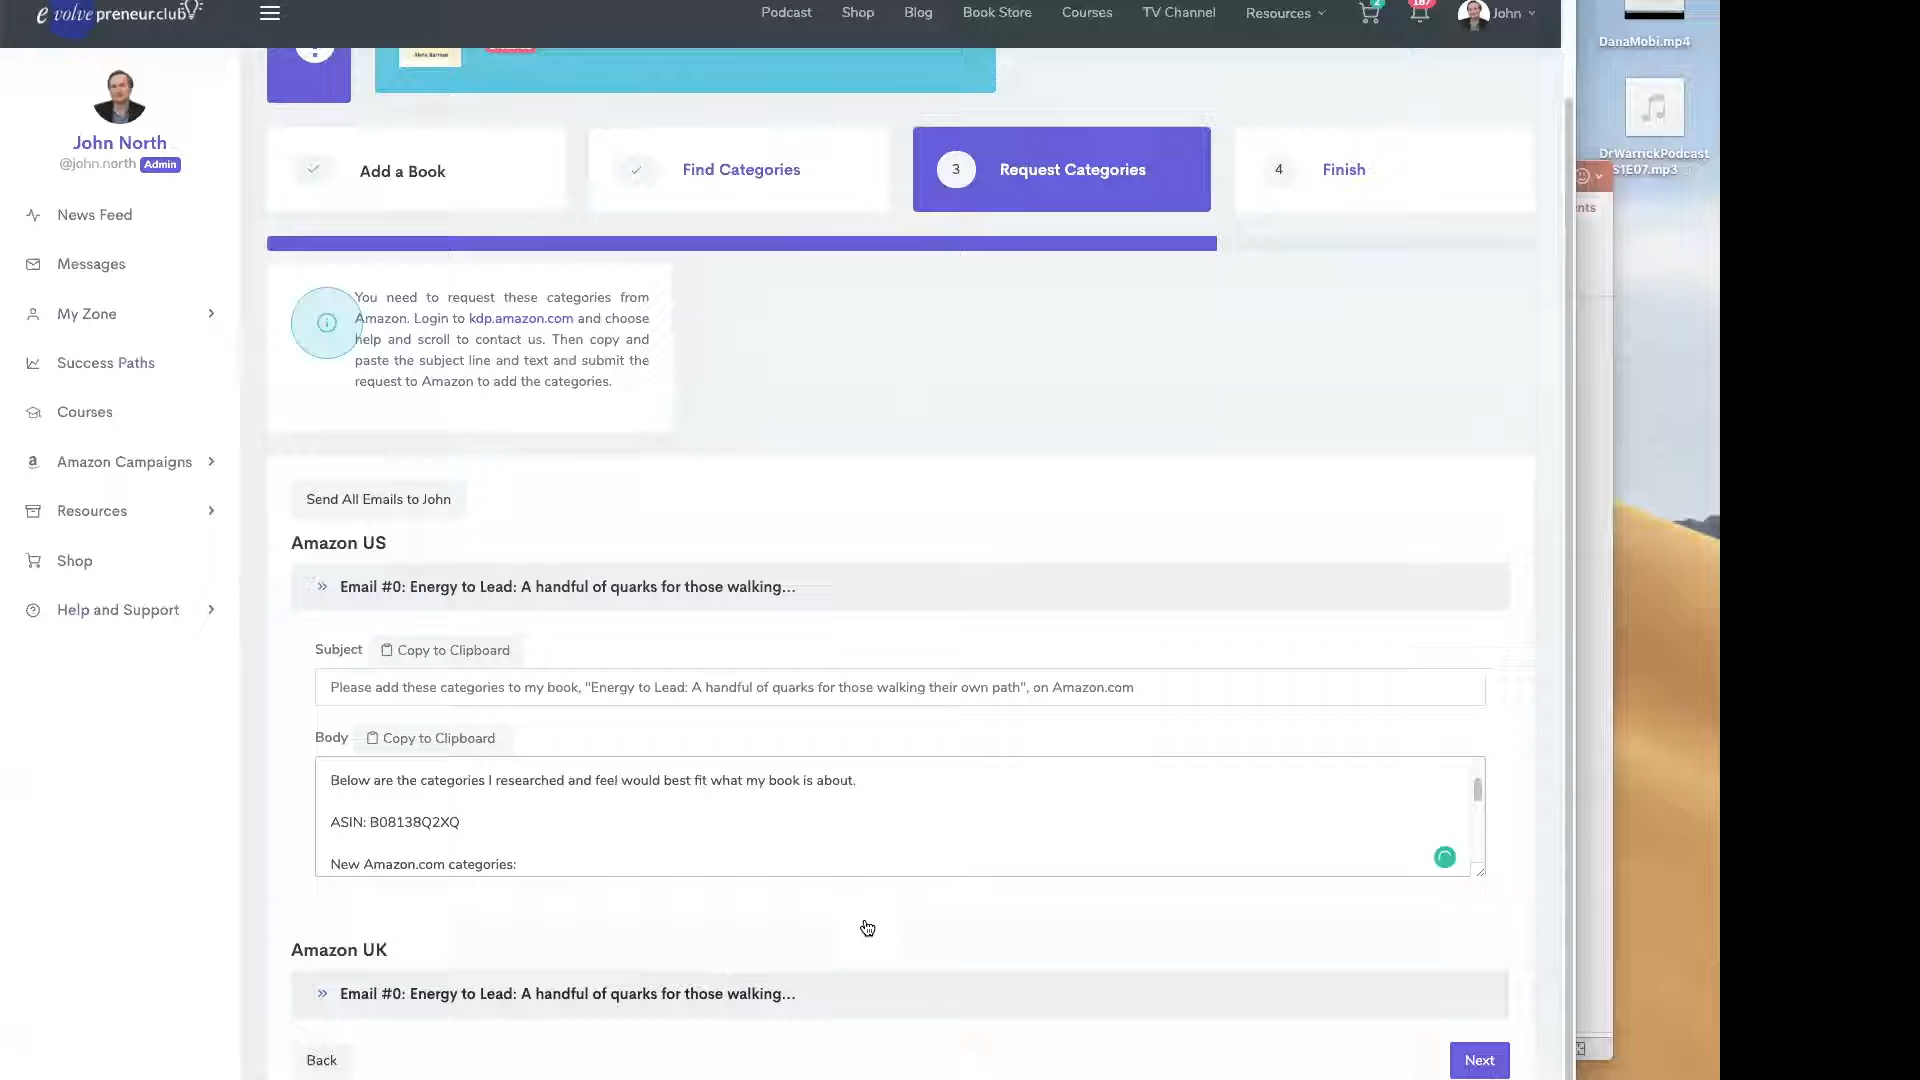 evolvepreneur.club
Podcast
Shop
Blog
Book Store
Courses
TV Channel
Resources
2
187
John
DanaMobi.mp4
DrWarrickPodcast
S1E07.mp3
nts
John North
@john.north Admin
News Feed
Messages
My Zone
Success Paths
Courses
Amazon Campaigns
Resources
Shop
Help and Support
Add a Book
Find Categories
3 Request Categories
4 Finish
You need to request these categories from
Amazon. Login to kdp.amazon.com and choose
help and scroll to contact us. Then copy and
paste the subject line and text and submit the
request to Amazon to add the categories.
Send All Emails to John
Amazon US
» Email #0: Energy to Lead: A handful of quarks for those walking...
Subject Copy to Clipboard
Please add these categories to my book, "Energy to Lead: A handful of quarks for those walking their own path", on Amazon.com
Body Copy to Clipboard
Below are the categories I researched and feel would best fit what my book is about.
ASIN: B08138Q2XQ
New Amazon.com categories:
Amazon UK
» Email #0: Energy to Lead: A handful of quarks for those walking...
Back
Next